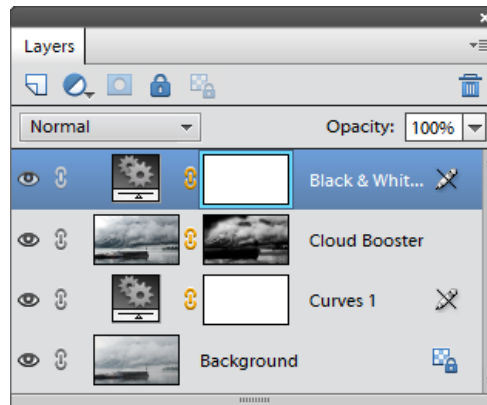 Layers
Normal Opacity: 100%
Black & Whit...
Cloud Booster
Curves 1
Background